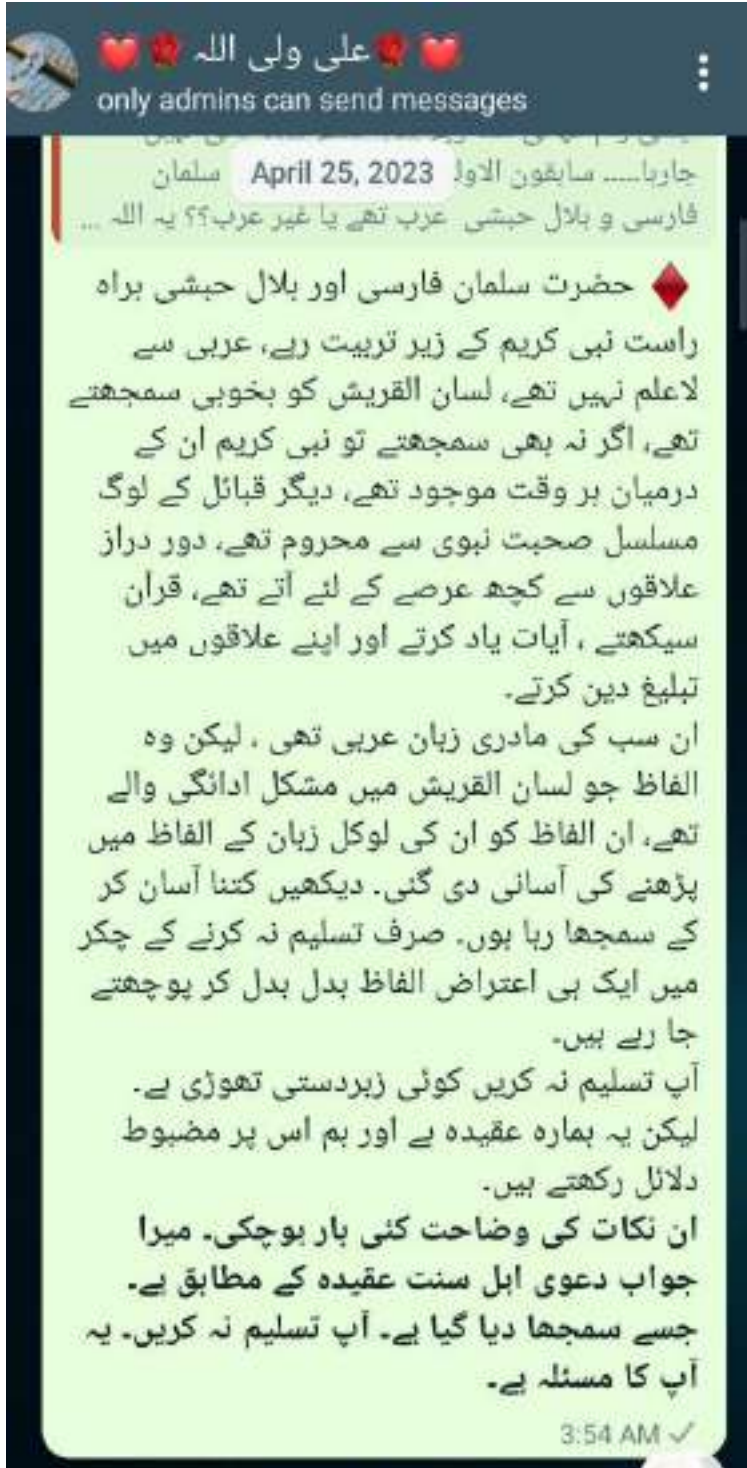 ❤️🌹علی ولی اللہ🌹❤️
only admins can send messages
April 25, 2023
جارہا..... سابقون الاولـ سلمان
فارسی و بلال حبشی عرب تھے یا غیر عرب؟؟ یہ اللہ ...
♦️ حضرت سلمان فارسی اور بلال حبشی براہ
راست نبی کریم کے زیر تربیت رہے، عربی سے
لاعلم نہیں تھے، لسان القریش کو بخوبی سمجھتے
تھے، اگر نہ بھی سمجھتے تو نبی کریم ان کے
درمیان ہر وقت موجود تھے، دیگر قبائل کے لوگ
مسلسل صحبت نبوی سے محروم تھے، دور دراز
علاقوں سے کچھ عرصے کے لئے آتے تھے، قرآن
سیکھتے ، آیات یاد کرتے اور اپنے علاقوں میں
تبلیغ دین کرتے۔
ان سب کی مادری زبان عربی تھی ، لیکن وہ
الفاظ جو لسان القریش میں مشکل ادائگی والے
تھے، ان الفاظ کو ان کی لوکل زبان کے الفاظ میں
پڑھنے کی آسانی دی گئی۔ دیکھیں کتنا آسان کر
کے سمجھا رہا ہوں۔ صرف تسلیم نہ کرنے کے چکر
میں ایک ہی اعتراض الفاظ بدل بدل کر پوچھتے
جا رہے ہیں۔
آپ تسلیم نہ کریں کوئی زبردستی تھوڑی ہے۔
لیکن یہ ہمارہ عقیدہ ہے اور ہم اس پر مضبوط
دلائل رکھتے ہیں۔
ان نکات کی وضاحت کئی بار ہوچکی۔ میرا
جواب دعوی اہل سنت عقیدہ کے مطابق ہے۔
جسے سمجھا دیا گیا ہے۔ آپ تسلیم نہ کریں۔ یہ
آپ کا مسئلہ ہے۔
3:54 AM ✓